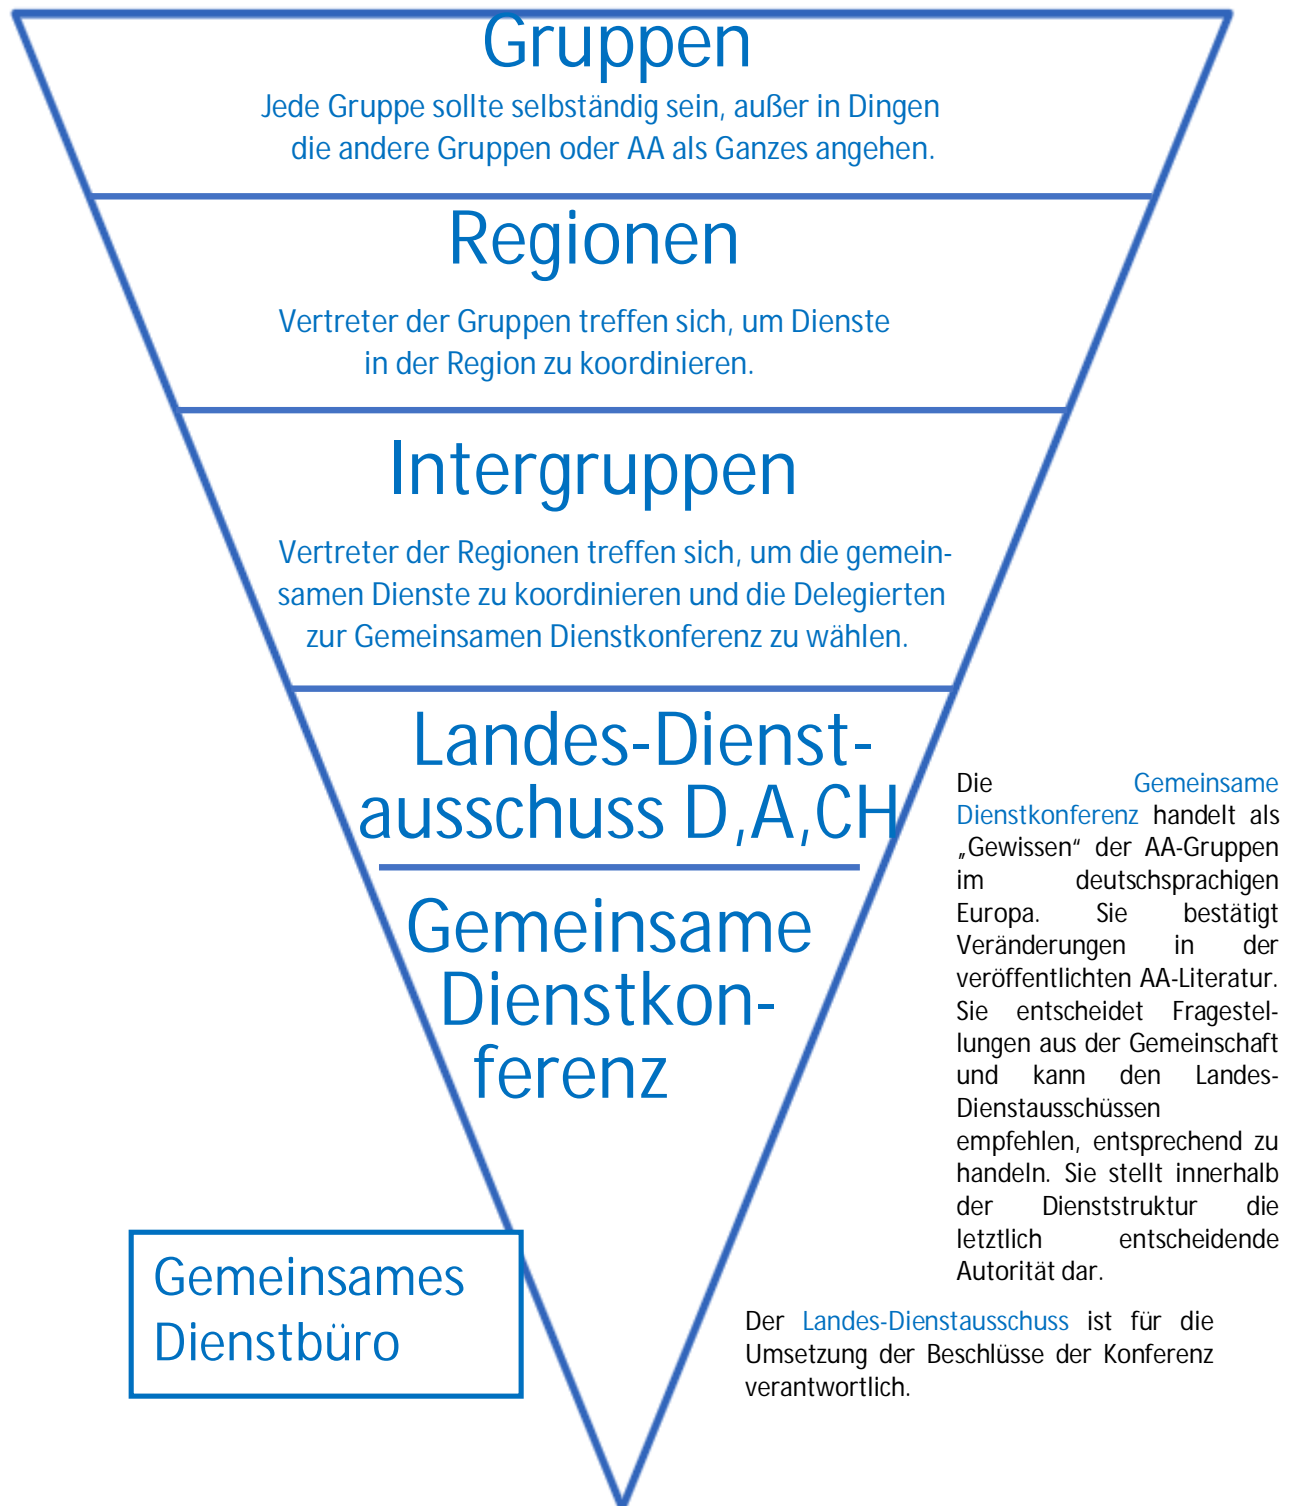 Gruppen
Jede Gruppe sollte selbständig sein, außer in Dingen
die andere Gruppen oder AA als Ganzes angehen.
Regionen
Vertreter der Gruppen treffen sich, um Dienste
in der Region zu koordinieren.
Intergruppen
Vertreter der Regionen treffen sich, um die gemein-
samen Dienste zu koordinieren und die Delegierten
zur Gemeinsamen Dienstkonferenz zu wählen.
Landes-Dienst-
ausschuss D,A,CH
Gemeinsame
Dienstkon-
ferenz
Die Gemeinsame
Dienstkonferenz handelt als
„Gewissen“ der AA-Gruppen
im deutschsprachigen
Europa. Sie bestätigt
Veränderungen in der
veröffentlichten AA-Literatur.
Sie entscheidet Fragestel-
lungen aus der Gemeinschaft
und kann den Landes-
Dienstausschüssen
empfehlen, entsprechend zu
handeln. Sie stellt innerhalb
der Dienststruktur die
letztlich entscheidende
Autorität dar.
Gemeinsames
Dienstbüro
Der Landes-Dienstausschuss ist für die
Umsetzung der Beschlüsse der Konferenz
verantwortlich.